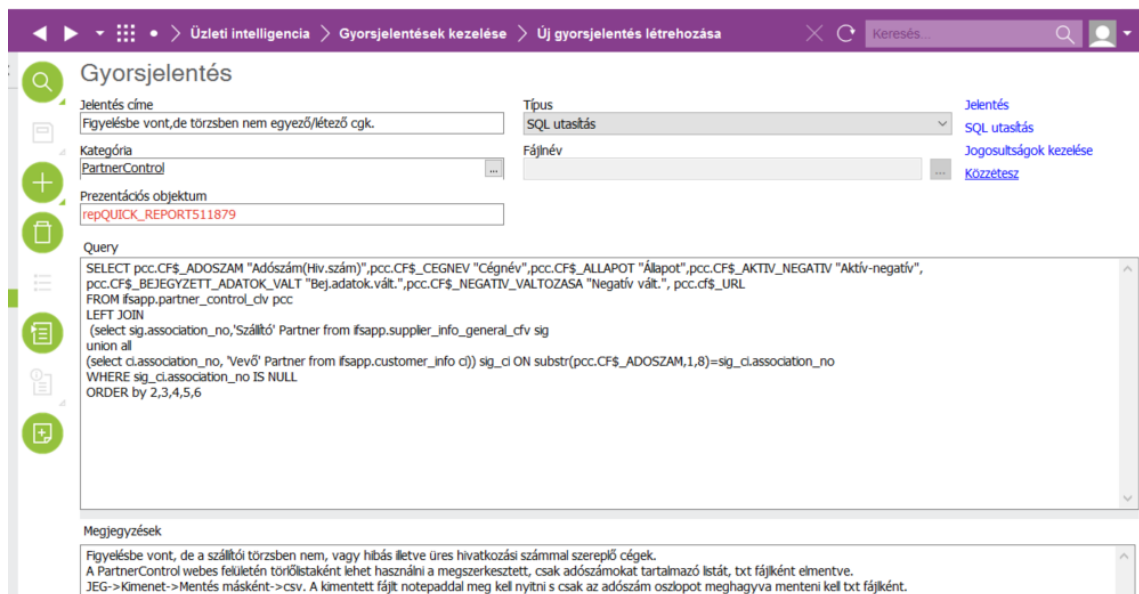 Üzleti intelligencia > Gyorsjelentések kezelése > Új gyorsjelentés létrehozása Keresés...
Gyorsjelentés
Jelentés címe Típus Jelentés
Figyelésbe vont,de törzsben nem egyező/létező cgk. SQL utasítás SQL utasítás
Kategória Fájlnév Jogosultságok kezelése
PartnerControl ... ... Közzétesz
Prezentációs objektum
repQUICK_REPORT511879
Query
SELECT pcc.CF$_ADOSZAM "Adószám(Hiv.szám)",pcc.CF$_CEGNEV "Cégnév",pcc.CF$_ALLAPOT "Állapot",pcc.CF$_AKTIV_NEGATIV "Aktív-negatív",
pcc.CF$_BEJEGYZETT_ADATOK_VALT "Bej.adatok.vált.",pcc.CF$_NEGATIV_VALTOZASA "Negatív vált.", pcc.cf$_URL
FROM ifsapp.partner_control_clv pcc
LEFT JOIN
(select sig.association_no,'Szállító' Partner from ifsapp.supplier_info_general_cfv sig
union all
(select ci.association_no, 'Vevő' Partner from ifsapp.customer_info ci)) sig_ci ON substr(pcc.CF$_ADOSZAM,1,8)=sig_ci.association_no
WHERE sig_ci.association_no IS NULL
ORDER by 2,3,4,5,6
Megjegyzések
Figyelésbe vont, de a szállítói törzsben nem, vagy hibás illetve üres hivatkozási számmal szereplő cégek.
A PartnerControl webes felületén törlőlistaként lehet használni a megszerkesztett, csak adószámokat tartalmazó listát, txt fájlként elmentve.
JEG->Kimenet->Mentés másként->csv. A kimentett fájlt notepaddal meg kell nyitni s csak az adószám oszlopot meghagyva menteni kell txt fájlként.